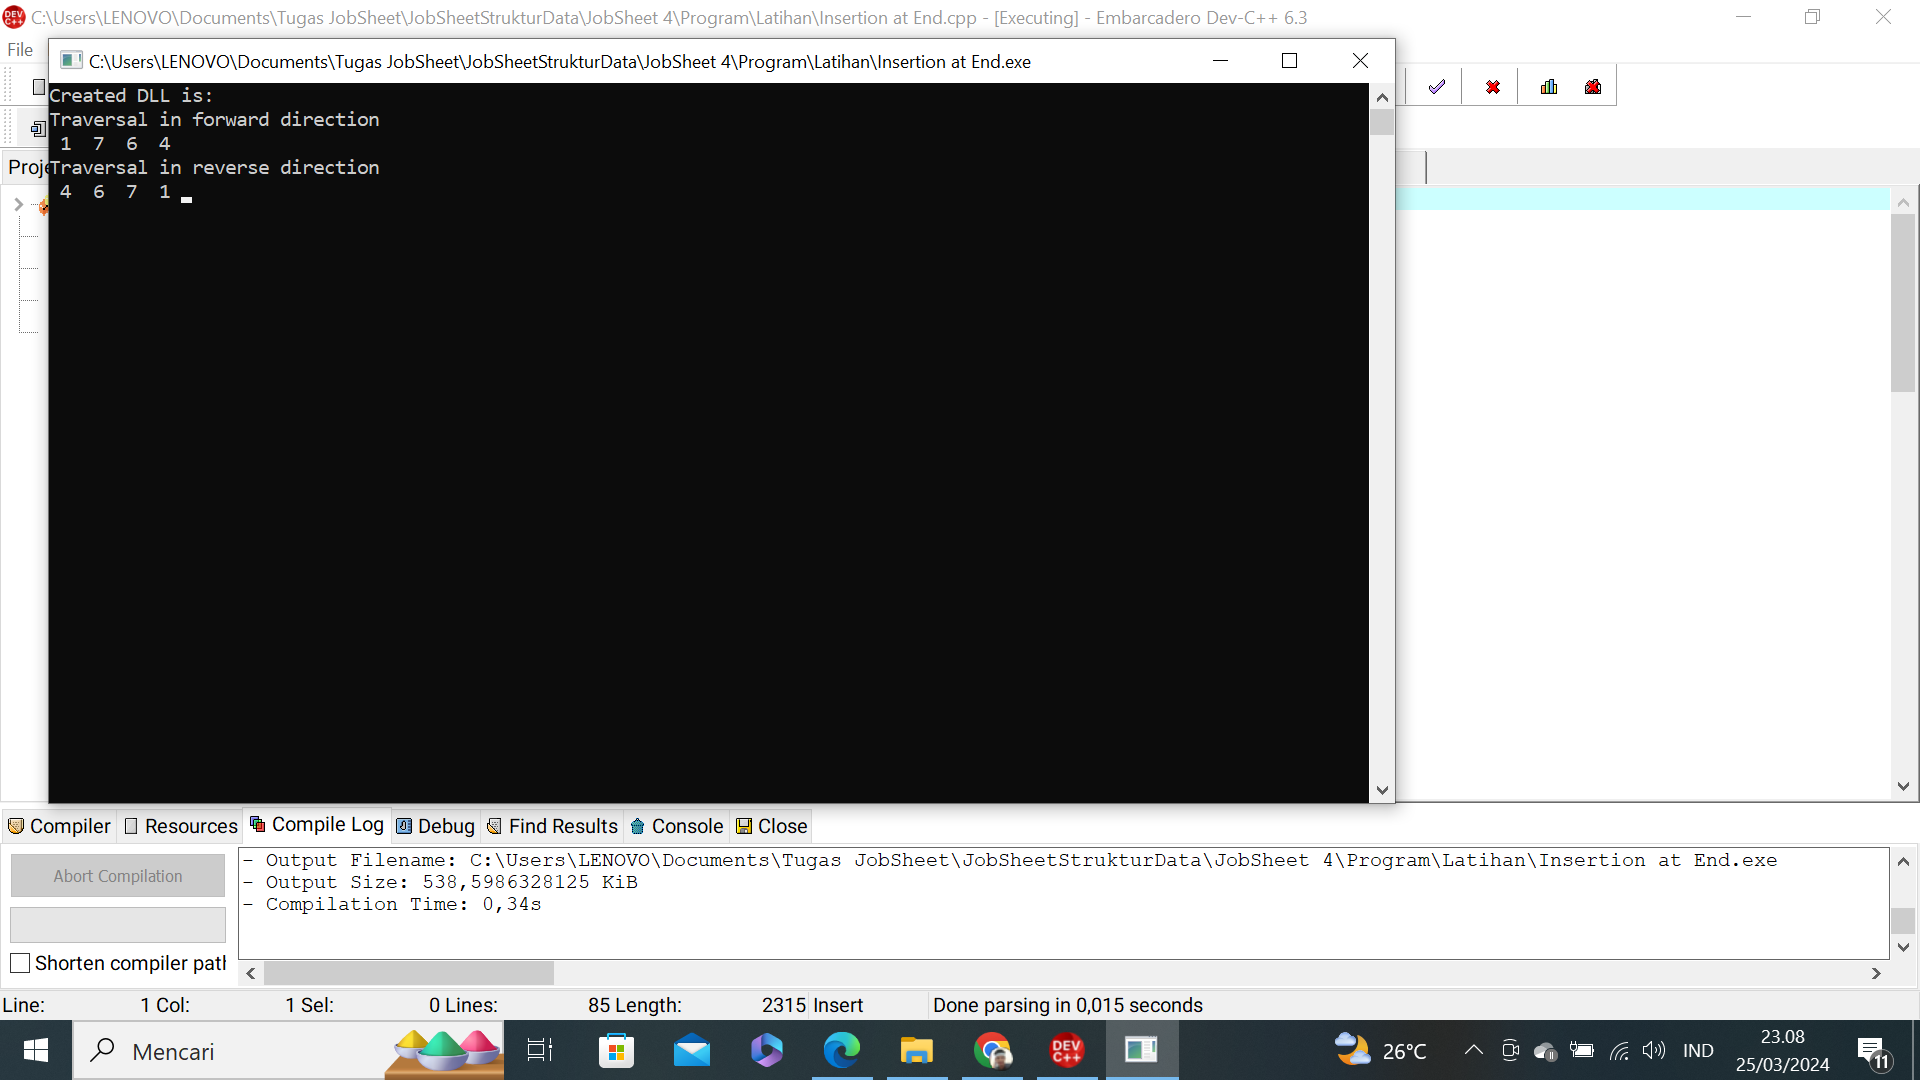 C:\Users\LENOVO\Documents\Tugas JobSheet\JobSheetStrukturData\JobSheet 4\Program\Latihan\Insertion at End.cpp - [Executing] - Embarcadero Dev-C++ 6.3
File
C:\Users\LENOVO\Documents\Tugas JobSheet\JobSheetStrukturData\JobSheet 4\Program\Latihan\Insertion at End.exe
Created DLL is:
Traversal in forward direction
1 7 6 4
Traversal in reverse direction
4 6 7 1
Proje
Compiler Resources Compile Log Debug Find Results Console Close
Abort Compilation
- Output Filename: C:\Users\LENOVO\Documents\Tugas JobSheet\JobSheetStrukturData\JobSheet 4\Program\Latihan\Insertion at End.exe
- Output Size: 538,5986328125 KiB
- Compilation Time: 0,34s
Shorten compiler path
Line: 1 Col: 1 Sel: 0 Lines: 85 Length: 2315 Insert Done parsing in 0,015 seconds
Mencari
DEV C++
26°C
IND
23.08
25/03/2024
11